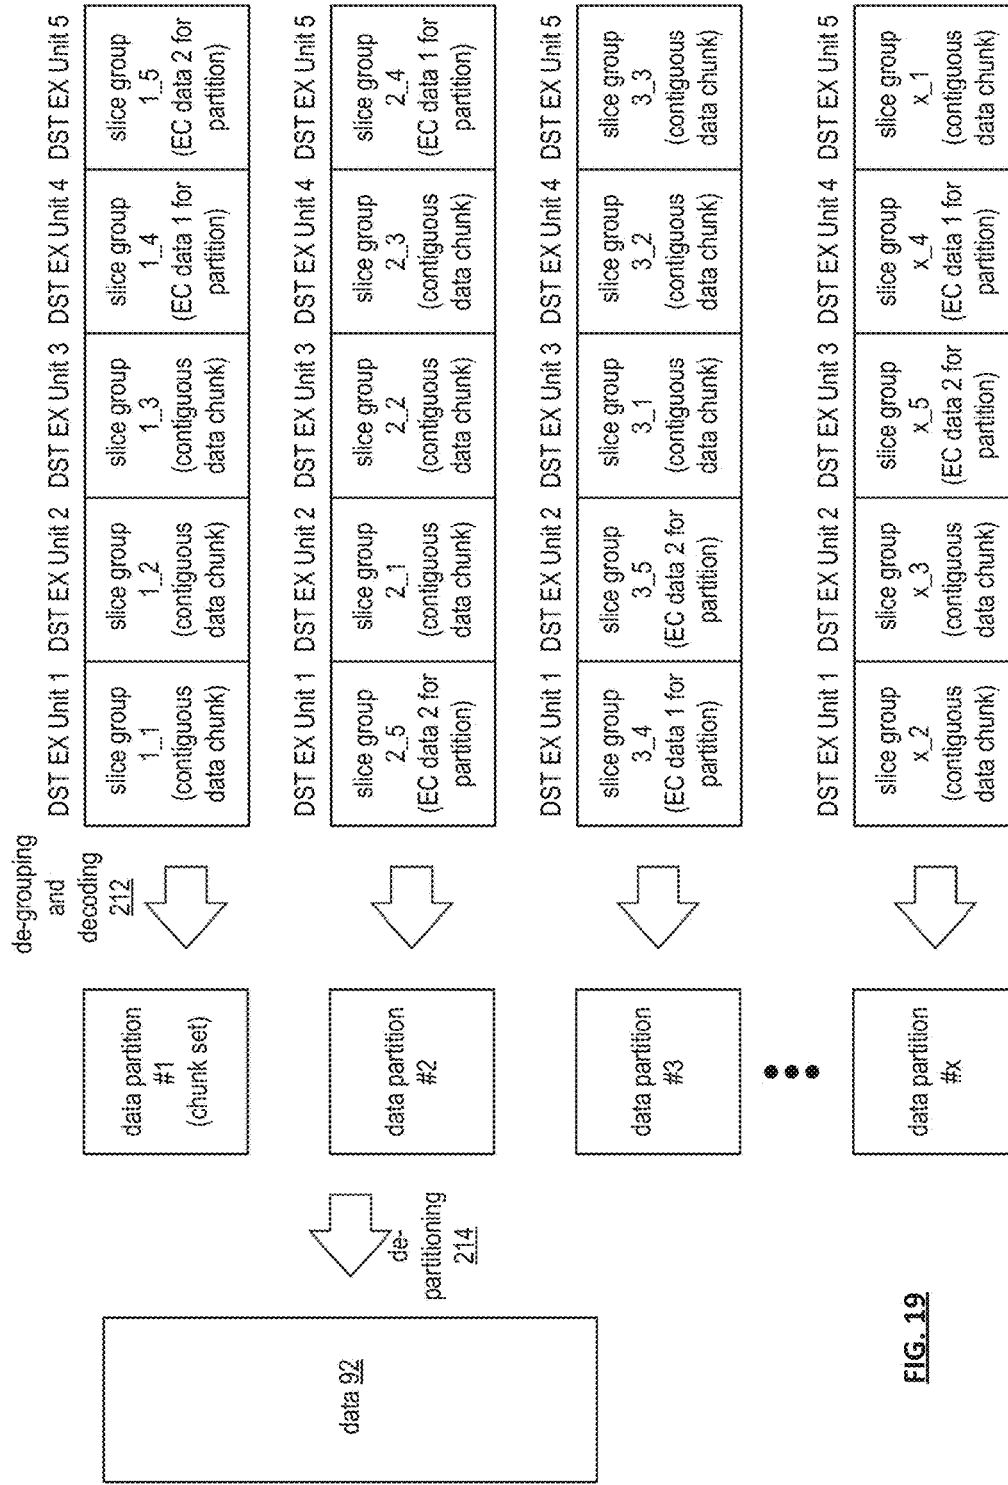 data 92
de-
partitioning
214
data partition
#1
(chunk set)
data partition
#2
data partition
#3
data partition
#x
de-grouping
and
decoding
212
DST EX Unit 1
DST EX Unit 2
DST EX Unit 3
DST EX Unit 4
DST EX Unit 5
slice group
1_1
(contiguous
data chunk)
slice group
1_2
(contiguous
data chunk)
slice group
1_3
(contiguous
data chunk)
slice group
1_4
(EC data 1 for
partition)
slice group
1_5
(EC data 2 for
partition)
DST EX Unit 1
DST EX Unit 2
DST EX Unit 3
DST EX Unit 4
DST EX Unit 5
slice group
2_5
(EC data 2 for
partition)
slice group
2_1
(contiguous
data chunk)
slice group
2_2
(contiguous
data chunk)
slice group
2_3
(contiguous
data chunk)
slice group
2_4
(EC data 1 for
partition)
DST EX Unit 1
DST EX Unit 2
DST EX Unit 3
DST EX Unit 4
DST EX Unit 5
slice group
3_4
(EC data 1 for
partition)
slice group
3_5
(EC data 2 for
partition)
slice group
3_1
(contiguous
data chunk)
slice group
3_2
(contiguous
data chunk)
slice group
3_3
(contiguous
data chunk)
DST EX Unit 1
DST EX Unit 2
DST EX Unit 3
DST EX Unit 4
DST EX Unit 5
slice group
x_2
(contiguous
data chunk)
slice group
x_3
(contiguous
data chunk)
slice group
x_5
(EC data 2 for
partition)
slice group
x_4
(EC data 1 for
partition)
slice group
x_1
(contiguous
data chunk)
FIG. 19